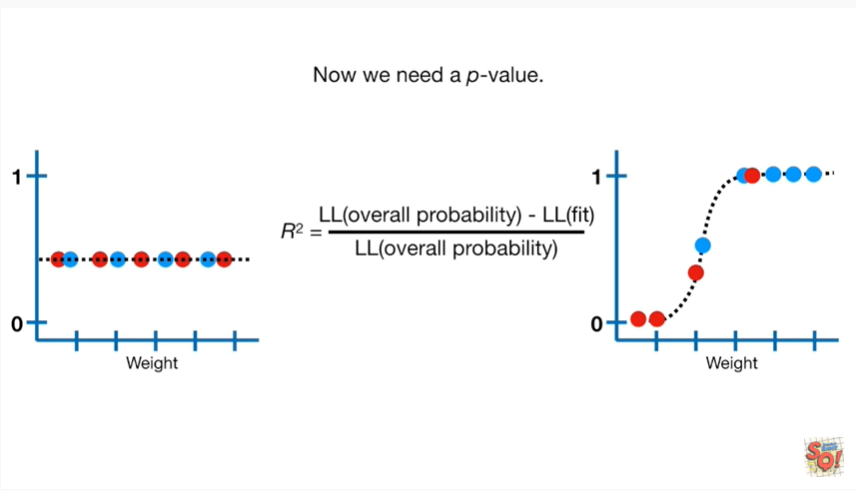 Now we need a p-value.
1
0
Weight
R² =
LL(overall probability) - LL(fit)
LL(overall probability)
1
0
Weight
SQ!